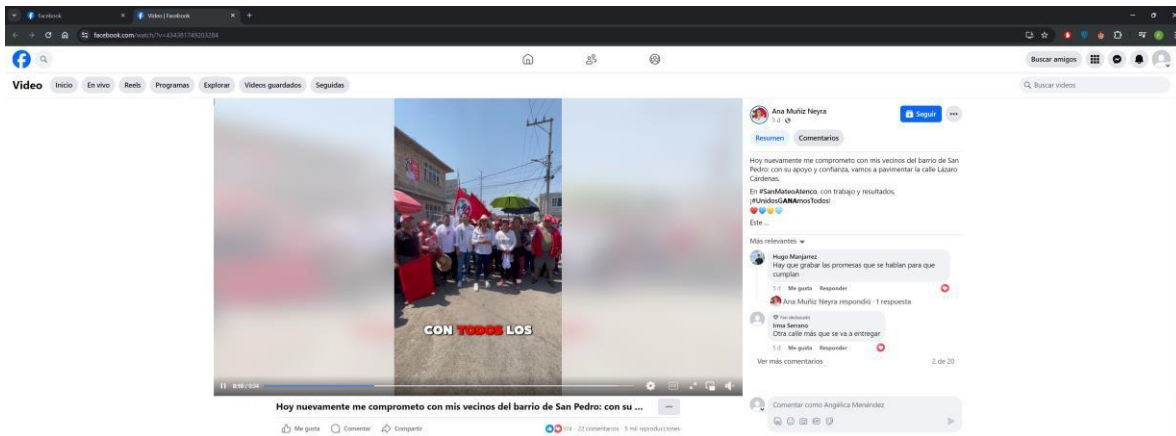 Facebook
Video | Facebook
facebook.com/watch/?v=434381749203284
Buscar amigos
Video
Inicio
En vivo
Reels
Programas
Explorar
Videos guardados
Seguidas
Buscar videos
CON TODOS LOS
Hoy nuevamente me comprometo con mis vecinos del barrio de San Pedro: con su ...
Me gusta
Comentar
Compartir
22 comentarios · 5 mil reproducciones
Ana Muñiz Neyra
5 d ·
Seguir
Resumen
Comentarios
Hoy nuevamente me comprometo con mis vecinos del barrio de San
Pedro: con su apoyo y confianza, vamos a pavimentar la calle Lázaro
Cárdenas.
En #SanMateoAtenco, con trabajo y resultados,
¡#UnidosGANAmosTodos!
Este ...
Más relevantes
Hugo Manjarrez
Hay que grabar las promesas que se hablan para que
cumplan
5 d Me gusta Responder
Ana Muñiz Neyra respondió · 1 respuesta
Fan destacado
Irma Serrano
Otra calle más que se va a entregar
5 d Me gusta Responder
Ver más comentarios
2 de 20
Comentar como Angélica Menéndez